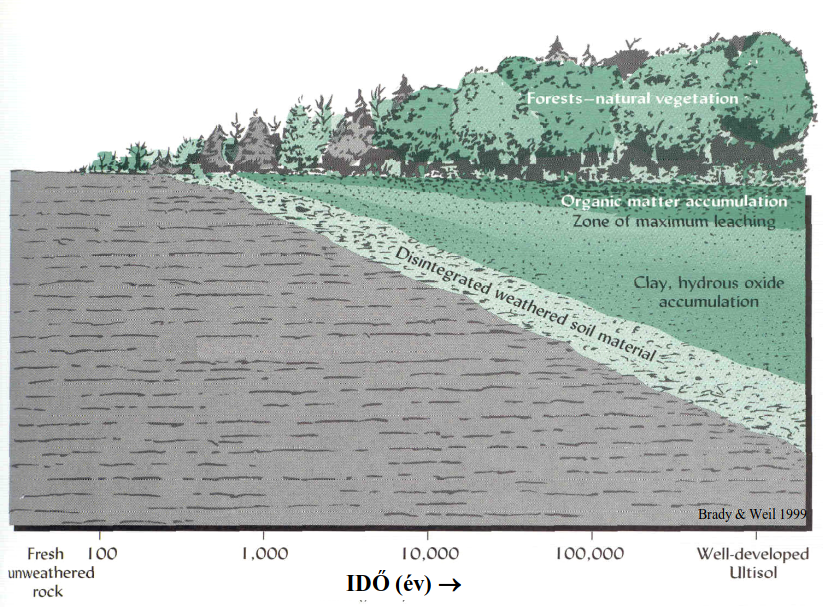 Forests—natural vegetation
Organic matter accumulation
Zone of maximum leaching
Disintegrated weathered soil material
Clay, hydrous oxide
accumulation
Brady & Weil 1999
Fresh
unweathered
rock
100
1,000
10,000
100,000
Well-developed
Ultisol
IDŐ (év) →